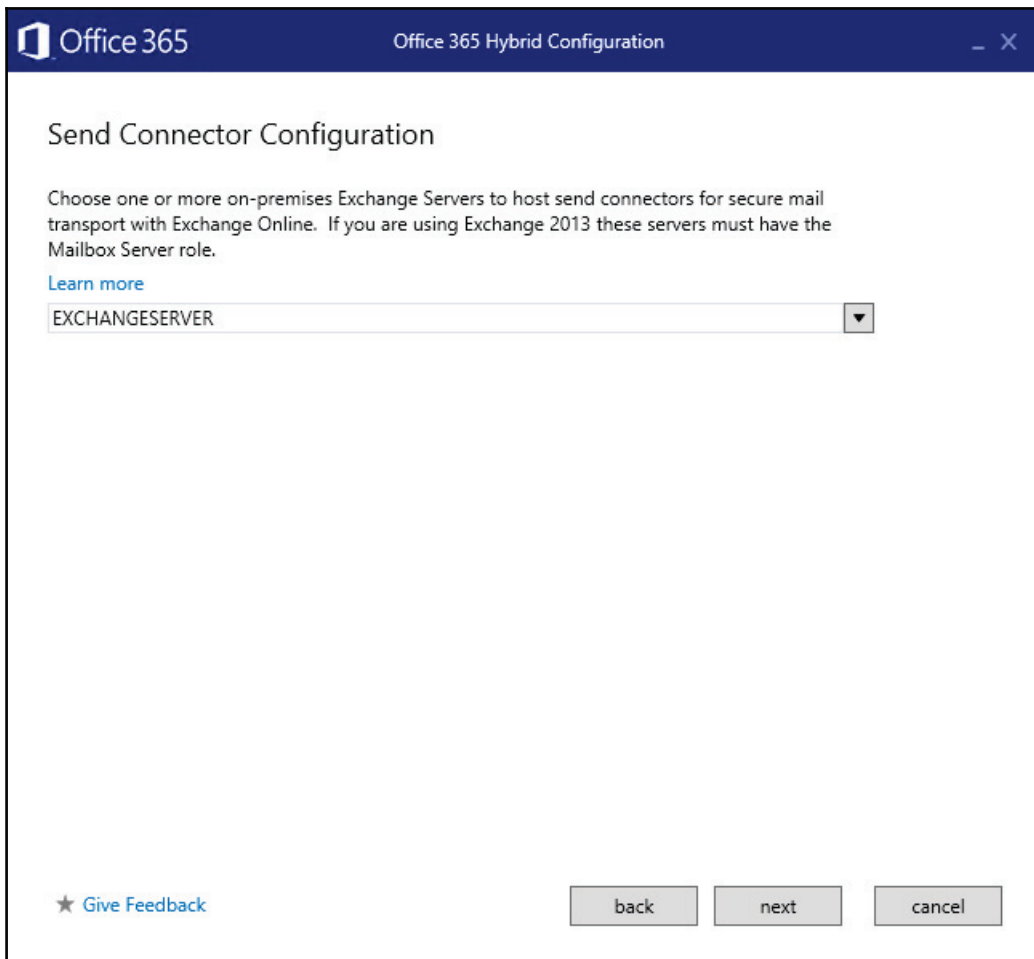 Office 365
Office 365 Hybrid Configuration
Send Connector Configuration
Choose one or more on-premises Exchange Servers to host send connectors for secure mail
transport with Exchange Online.  If you are using Exchange 2013 these servers must have the
Mailbox Server role.
Learn more
EXCHANGESERVER
Give Feedback
back
next
cancel